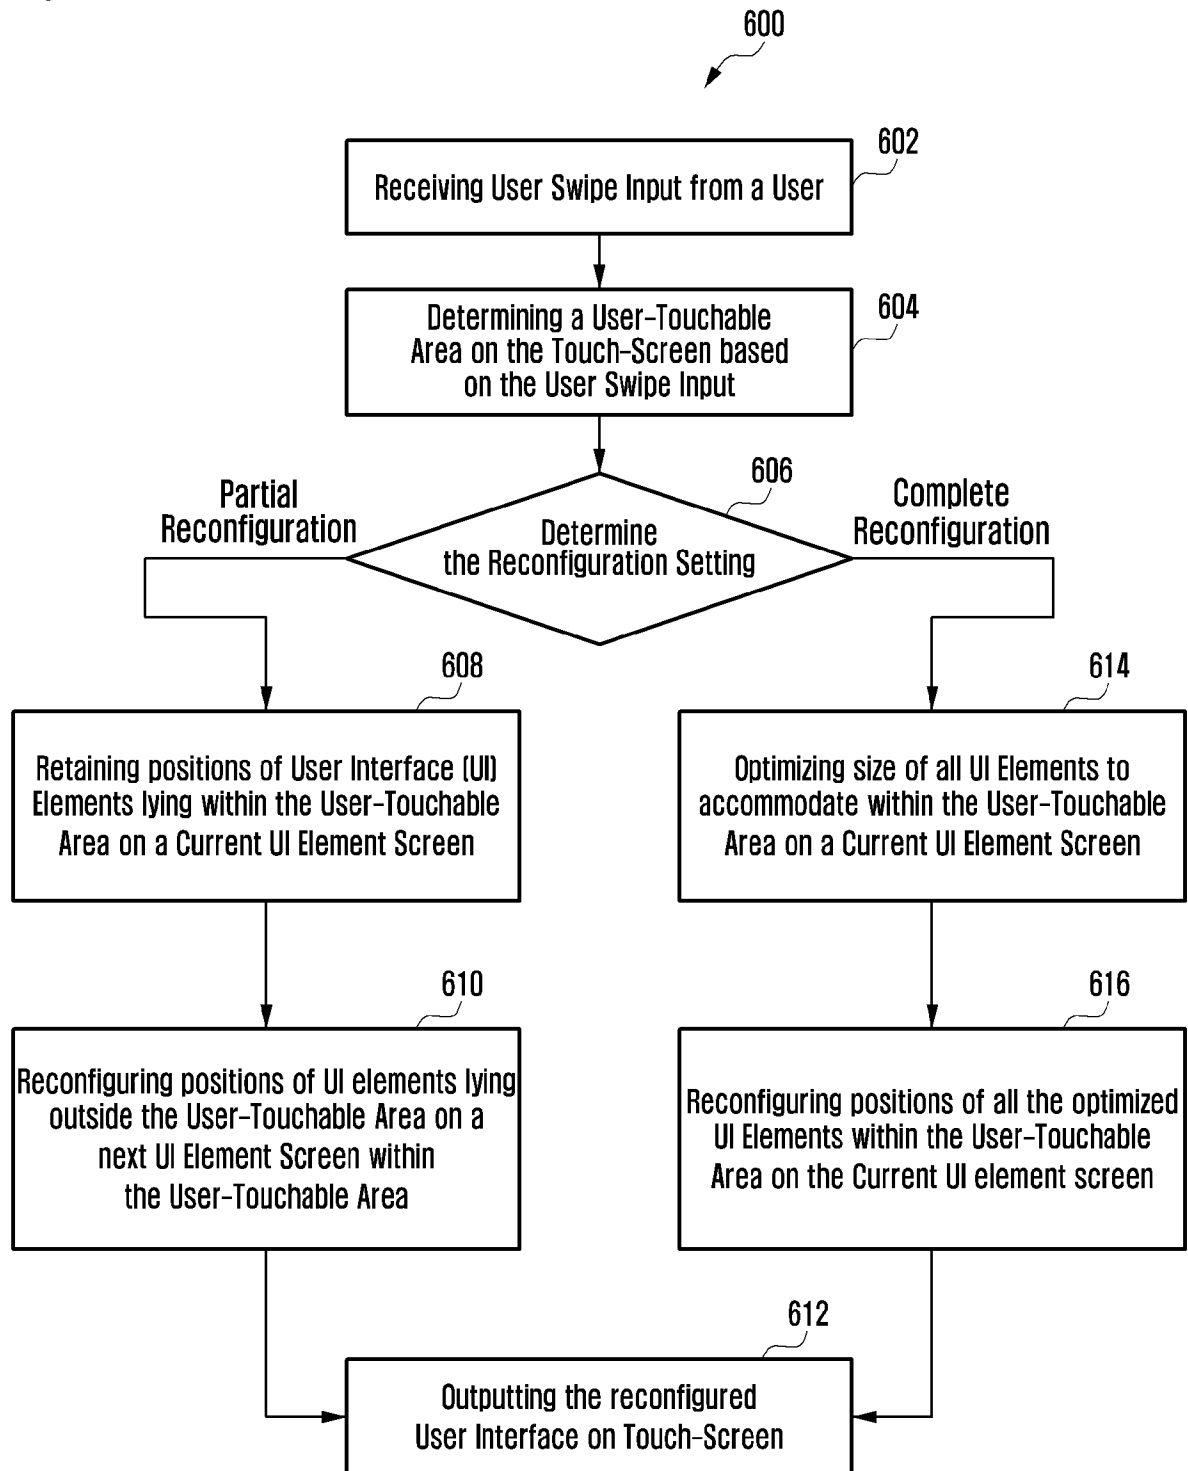 600
602
Receiving User Swipe Input from a User
604
Determining a User-Touchable
Area on the Touch-Screen based
on the User Swipe Input
606
Partial
Reconfiguration
Determine
the Reconfiguration Setting
Complete
Reconfiguration
608
Retaining positions of User Interface (UI)
Elements lying within the User-Touchable
Area on a Current UI Element Screen
614
Optimizing size of all UI Elements to
accommodate within the User-Touchable
Area on a Current UI Element Screen
610
Reconfiguring positions of UI elements lying
outside the User-Touchable Area on a
next UI Element Screen within
the User-Touchable Area
616
Reconfiguring positions of all the optimized
UI Elements within the User-Touchable
Area on the Current UI element screen
612
Outputting the reconfigured
User Interface on Touch-Screen